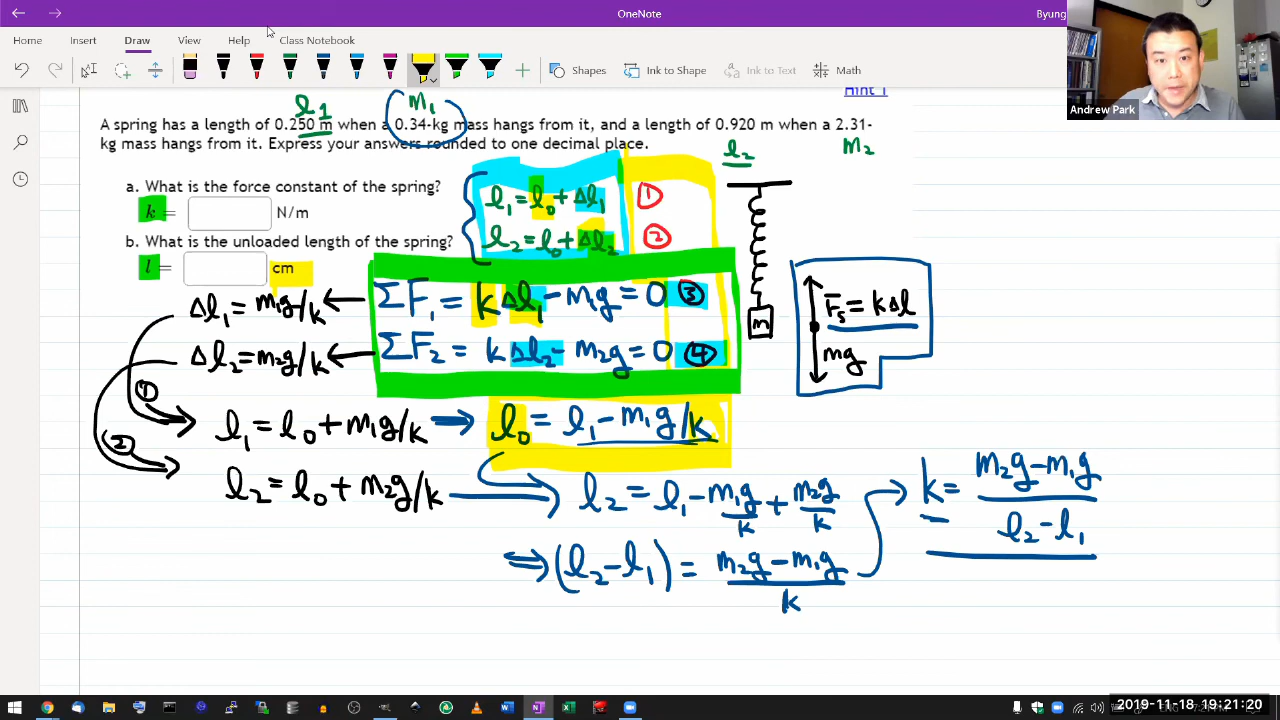 OneNote
Byung
Home Insert Draw View Help Class Notebook
Shapes Ink to Shape Ink to Text Math
Andrew Park
Hint 1
l1 m1
A spring has a length of 0.250 m when a 0.34-kg mass hangs from it, and a length of 0.920 m when a 2.31-
kg mass hangs from it. Express your answers rounded to one decimal place.
l2 m2
a. What is the force constant of the spring?
k = N/m
b. What is the unloaded length of the spring?
l = cm
l1 = l0 + Δl1 ①
l2 = l0 + Δl2 ②
ΣF1 = kΔl1 - m1g = 0 ③
ΣF2 = kΔl2 - m2g = 0 ④
Δl1 = m1g/k ←
Δl2 = m2g/k ←
m
Fs = kΔl
mg
①
l1 = l0 + m1g/k → l0 = l1 - m1g/k
②
l2 = l0 + m2g/k → l2 = l1 - m1g/k + m2g/k
⇔ (l2 - l1) = (m2g - m1g)/k
→ k = (m2g - m1g)/(l2 - l1)
2019-11-18 19:21:20